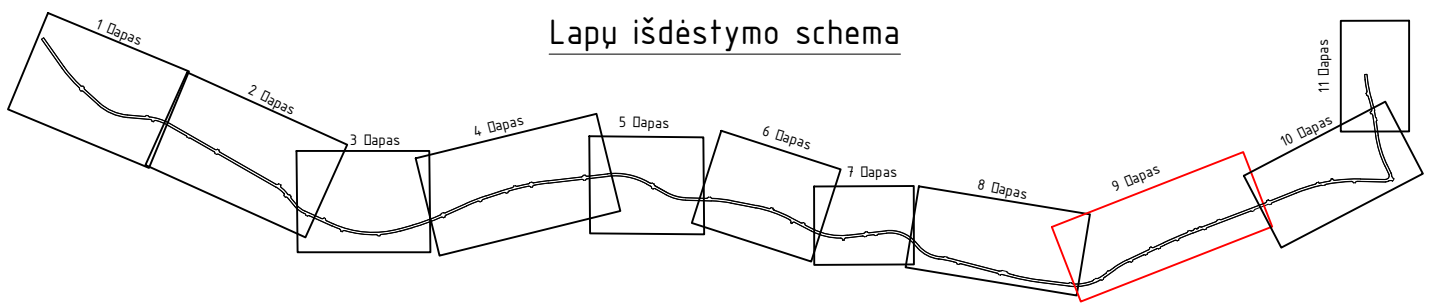 Lapų išdėstymo schema
1 ▯apas
2 ▯apas
3 ▯apas
4 ▯apas
5 ▯apas
6 ▯apas
7 ▯apas
8 ▯apas
9 ▯apas
10 ▯apas
11 ▯apas